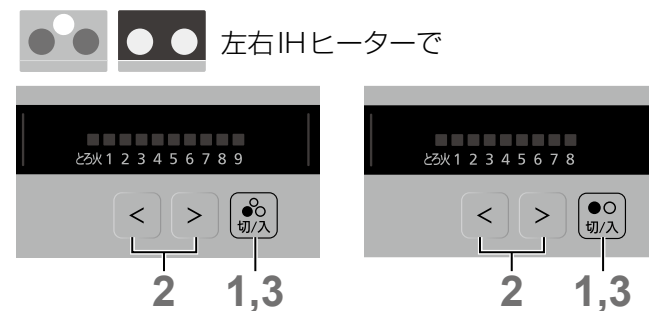 左右IHヒーターで
とろ火 1 2 3 4 5 6 7 8 9
とろ火 1 2 3 4 5 6 7 8
< > 切/入
< > 切/入
2 1,3
2 1,3